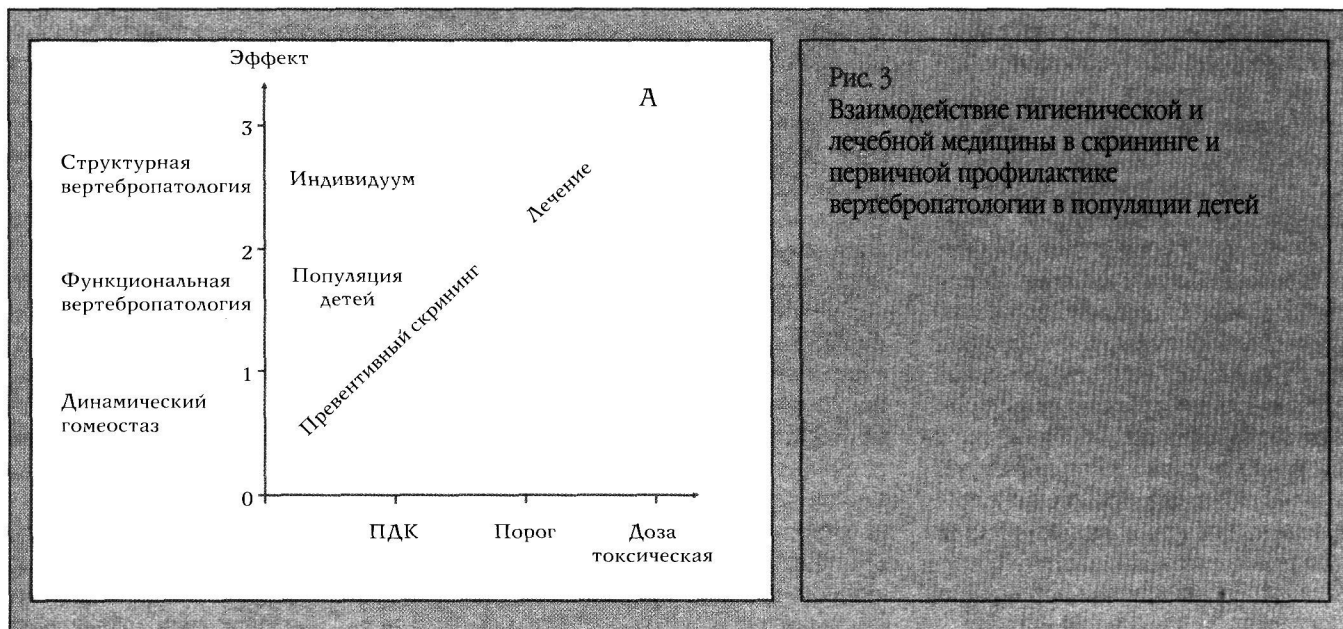 Эффект
А
3
Структурная
вертебропатология
Индивидуум
Лечение
2
Функциональная
вертебропатология
Популяция
детей
Превентивный скрининг
1
Динамический
гомеостаз
0
ПДК
Порог
Доза
токсическая
Рис. 3
Взаимодействие гигиенической и
лечебной медицины в скрининге и
первичной профилактике
вертебропатологии в популяции детей